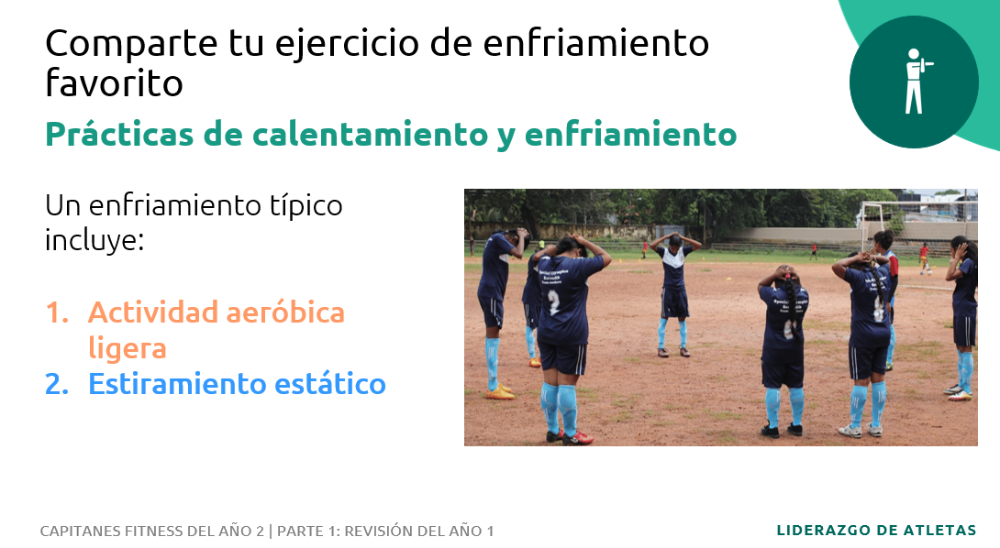 Comparte tu ejercicio de enfriamiento
favorito
Prácticas de calentamiento y enfriamiento
Un enfriamiento típico
incluye:
1. Actividad aeróbica
ligera
2. Estiramiento estático
CAPITANES FITNESS DEL AÑO 2 | PARTE 1: REVISIÓN DEL AÑO 1
LIDERAZGO DE ATLETAS